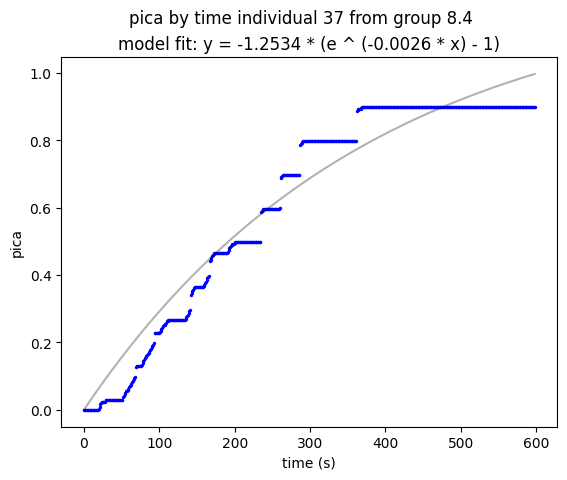 pica by time individual 37 from group 8.4
model fit: y = -1.2534 * (e ^ (-0.0026 * x) - 1)
1.0
0.8
0.6
0.4
0.2
0.0
pica
0 100 200 300 400 500 600
time (s)